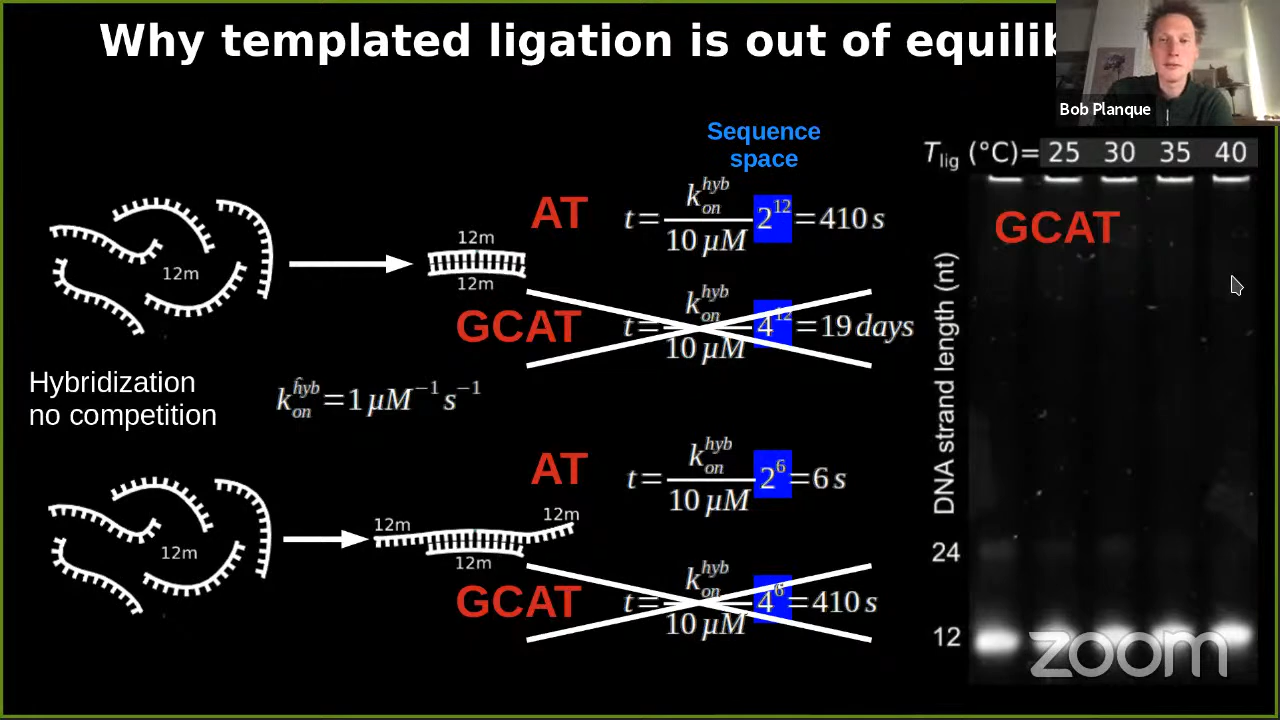 Why templated ligation is out of equilib
Bob Planque
Sequence
space
T_lig (°C)= 25 30 35 40
AT
t = k_on^hyb / 10 µM 2^12 = 410 s
12m
12m
12m
GCAT
t = k_on^hyb / 10 µM 4^12 = 19 days
GCAT
Hybridization
no competition
k_on^hyb = 1 µM^−1 s^−1
DNA strand length (nt)
AT
t = k_on^hyb / 10 µM 2^6 = 6 s
12m
12m
12m
12m
GCAT
t = k_on^hyb / 10 µM 4^6 = 410 s
24
12
zoom